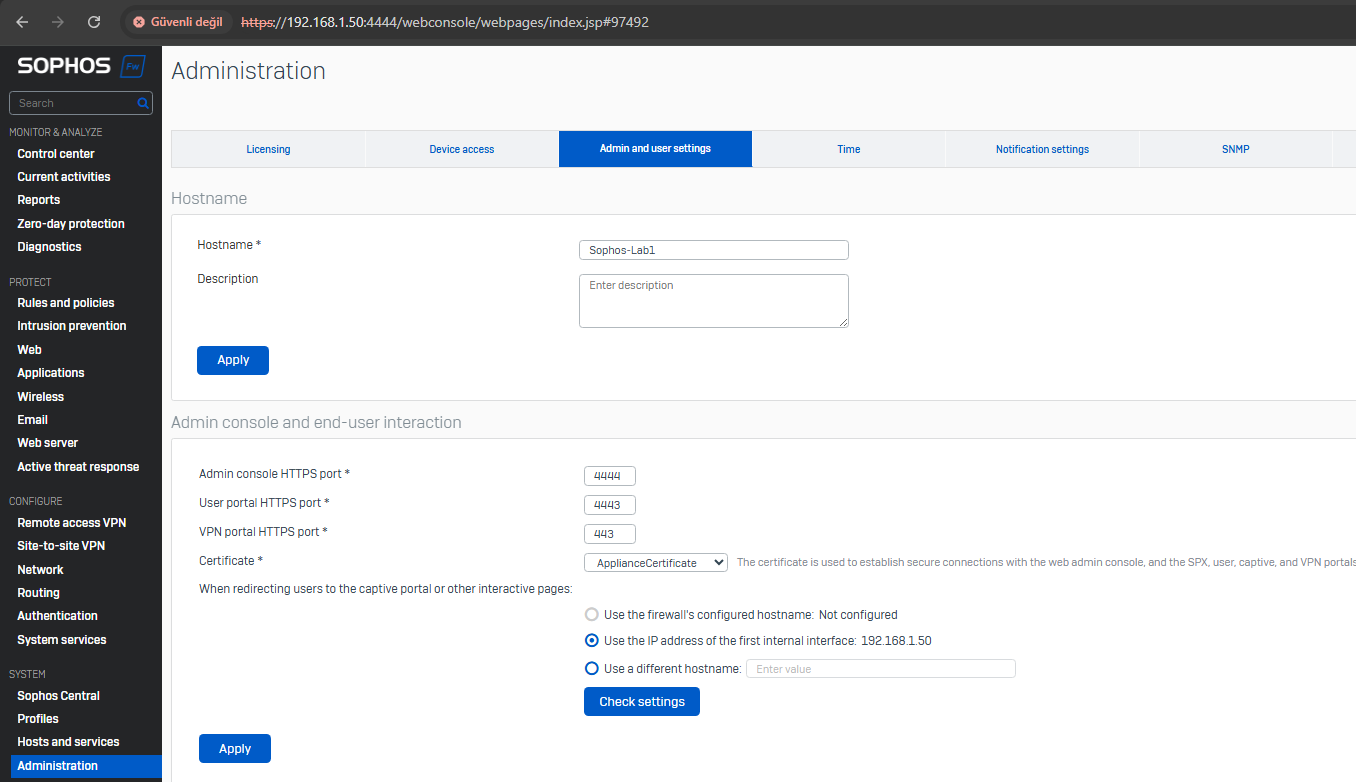 Güvenli değil https://192.168.1.50:4444/webconsole/webpages/index.jsp#97492
SOPHOS Fw
Search
MONITOR & ANALYZE
Control center
Current activities
Reports
Zero-day protection
Diagnostics
PROTECT
Rules and policies
Intrusion prevention
Web
Applications
Wireless
Email
Web server
Active threat response
CONFIGURE
Remote access VPN
Site-to-site VPN
Network
Routing
Authentication
System services
SYSTEM
Sophos Central
Profiles
Hosts and services
Administration
Administration
Licensing Device access Admin and user settings Time Notification settings SNMP
Hostname
Hostname * Sophos-Lab1
Description Enter description
Apply
Admin console and end-user interaction
Admin console HTTPS port * 4444
User portal HTTPS port * 4443
VPN portal HTTPS port * 443
Certificate * ApplianceCertificate The certificate is used to establish secure connections with the web admin console, and the SPX, user, captive, and VPN portals
When redirecting users to the captive portal or other interactive pages:
Use the firewall's configured hostname: Not configured
Use the IP address of the first internal interface: 192.168.1.50
Use a different hostname: Enter value
Check settings
Apply